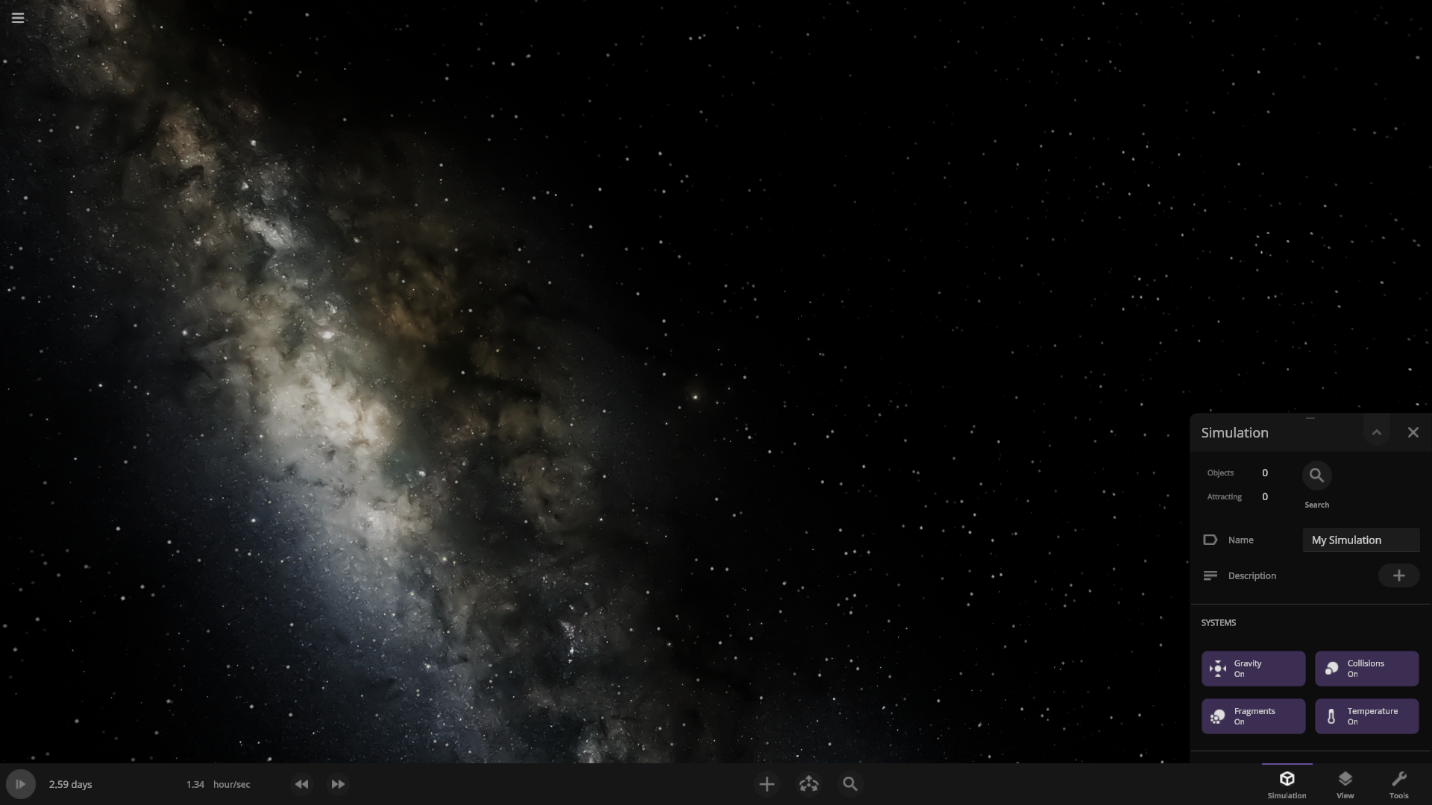 Simulation
Objects 0
Attracting 0
Search
Name My Simulation
Description
SYSTEMS
Gravity
On
Collisions
On
Fragments
On
Temperature
On
2.59 days 1.34 hour/sec
Simulation View Tools